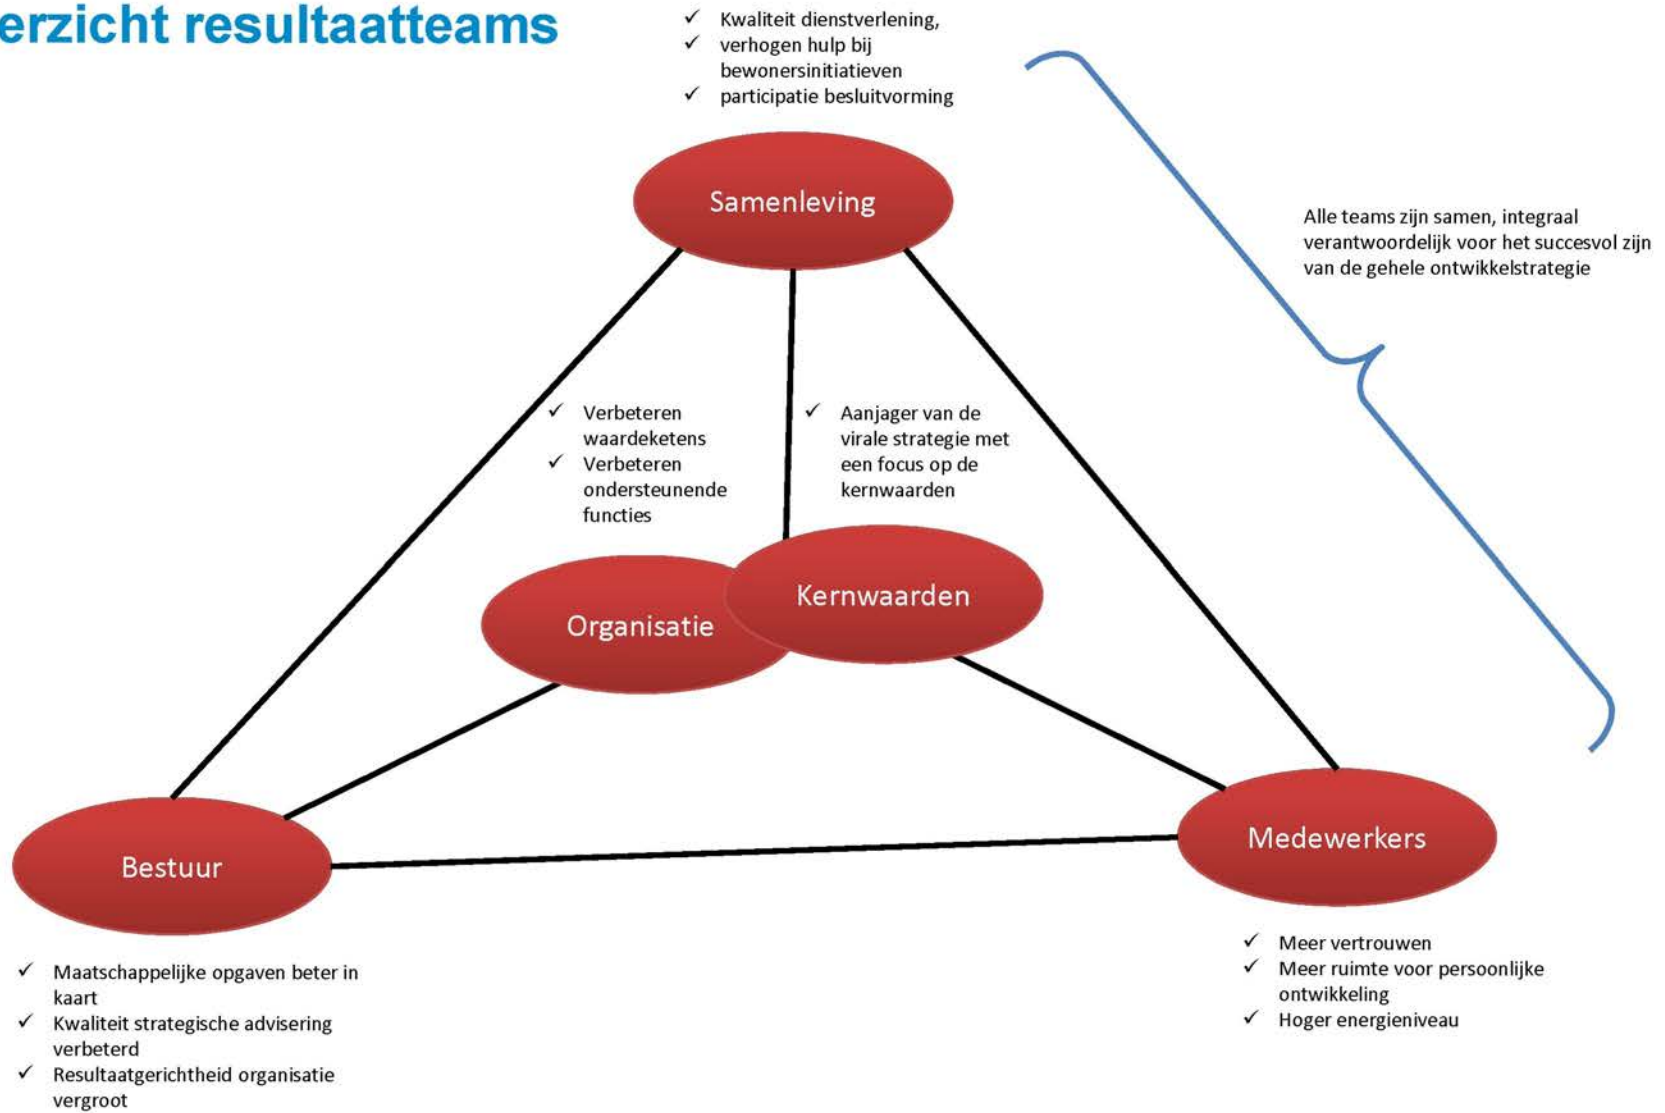 erzicht resultaatteams
✓ Kwaliteit dienstverlening,
✓ verhogen hulp bij
bewonersinitiatieven
✓ participatie besluitvorming
Samenleving
Alle teams zijn samen, integraal
verantwoordelijk voor het succesvol zijn
van de gehele ontwikkelstrategie
✓ Verbeteren
waardeketens
✓ Verbeteren
ondersteunende
functies
✓ Aanjager van de
virale strategie met
een focus op de
kernwaarden
Organisatie
Kernwaarden
Bestuur
Medewerkers
✓ Maatschappelijke opgaven beter in
kaart
✓ Kwaliteit strategische advisering
verbeterd
✓ Resultaatgerichtheid organisatie
vergroot
✓ Meer vertrouwen
✓ Meer ruimte voor persoonlijke
ontwikkeling
✓ Hoger energieniveau